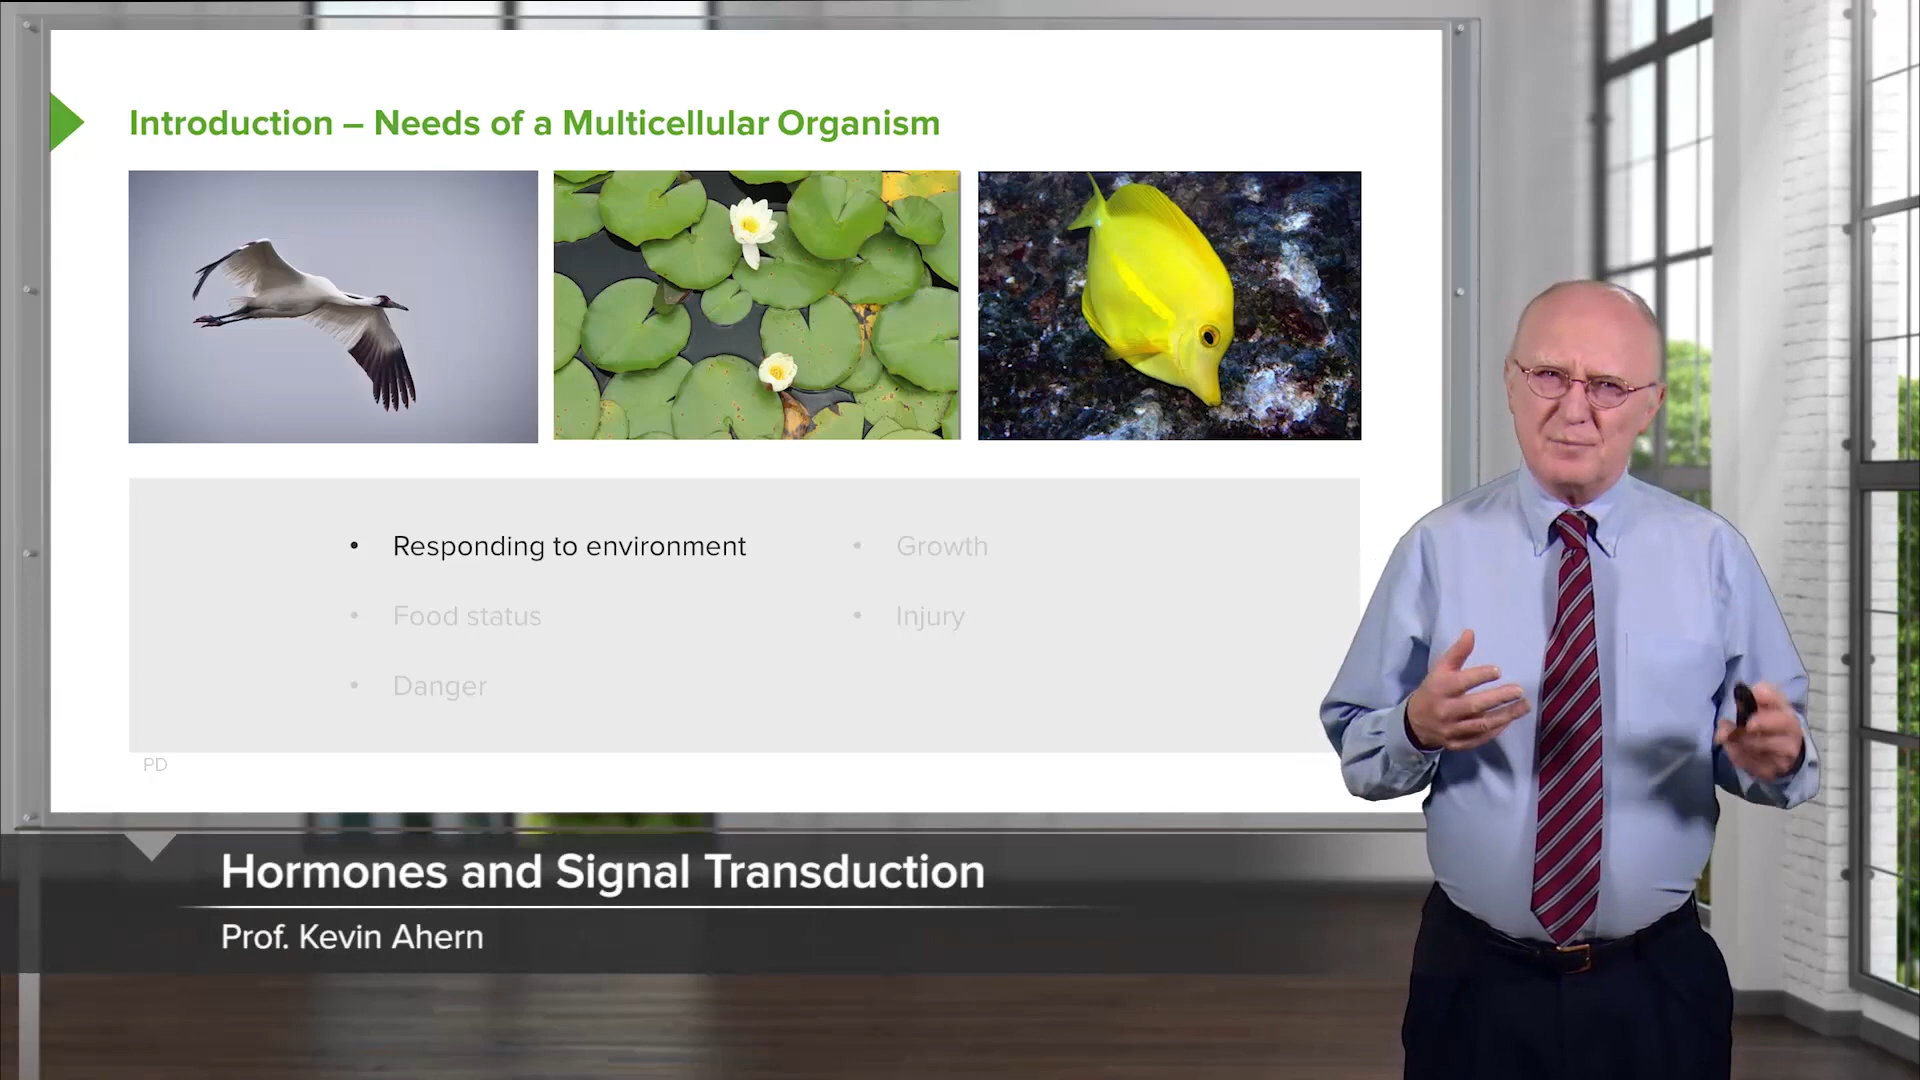 Introduction – Needs of a Multicellular Organism
• Responding to environment
• Food status
• Danger
• Growth
• Injury
PD
Hormones and Signal Transduction
Prof. Kevin Ahern